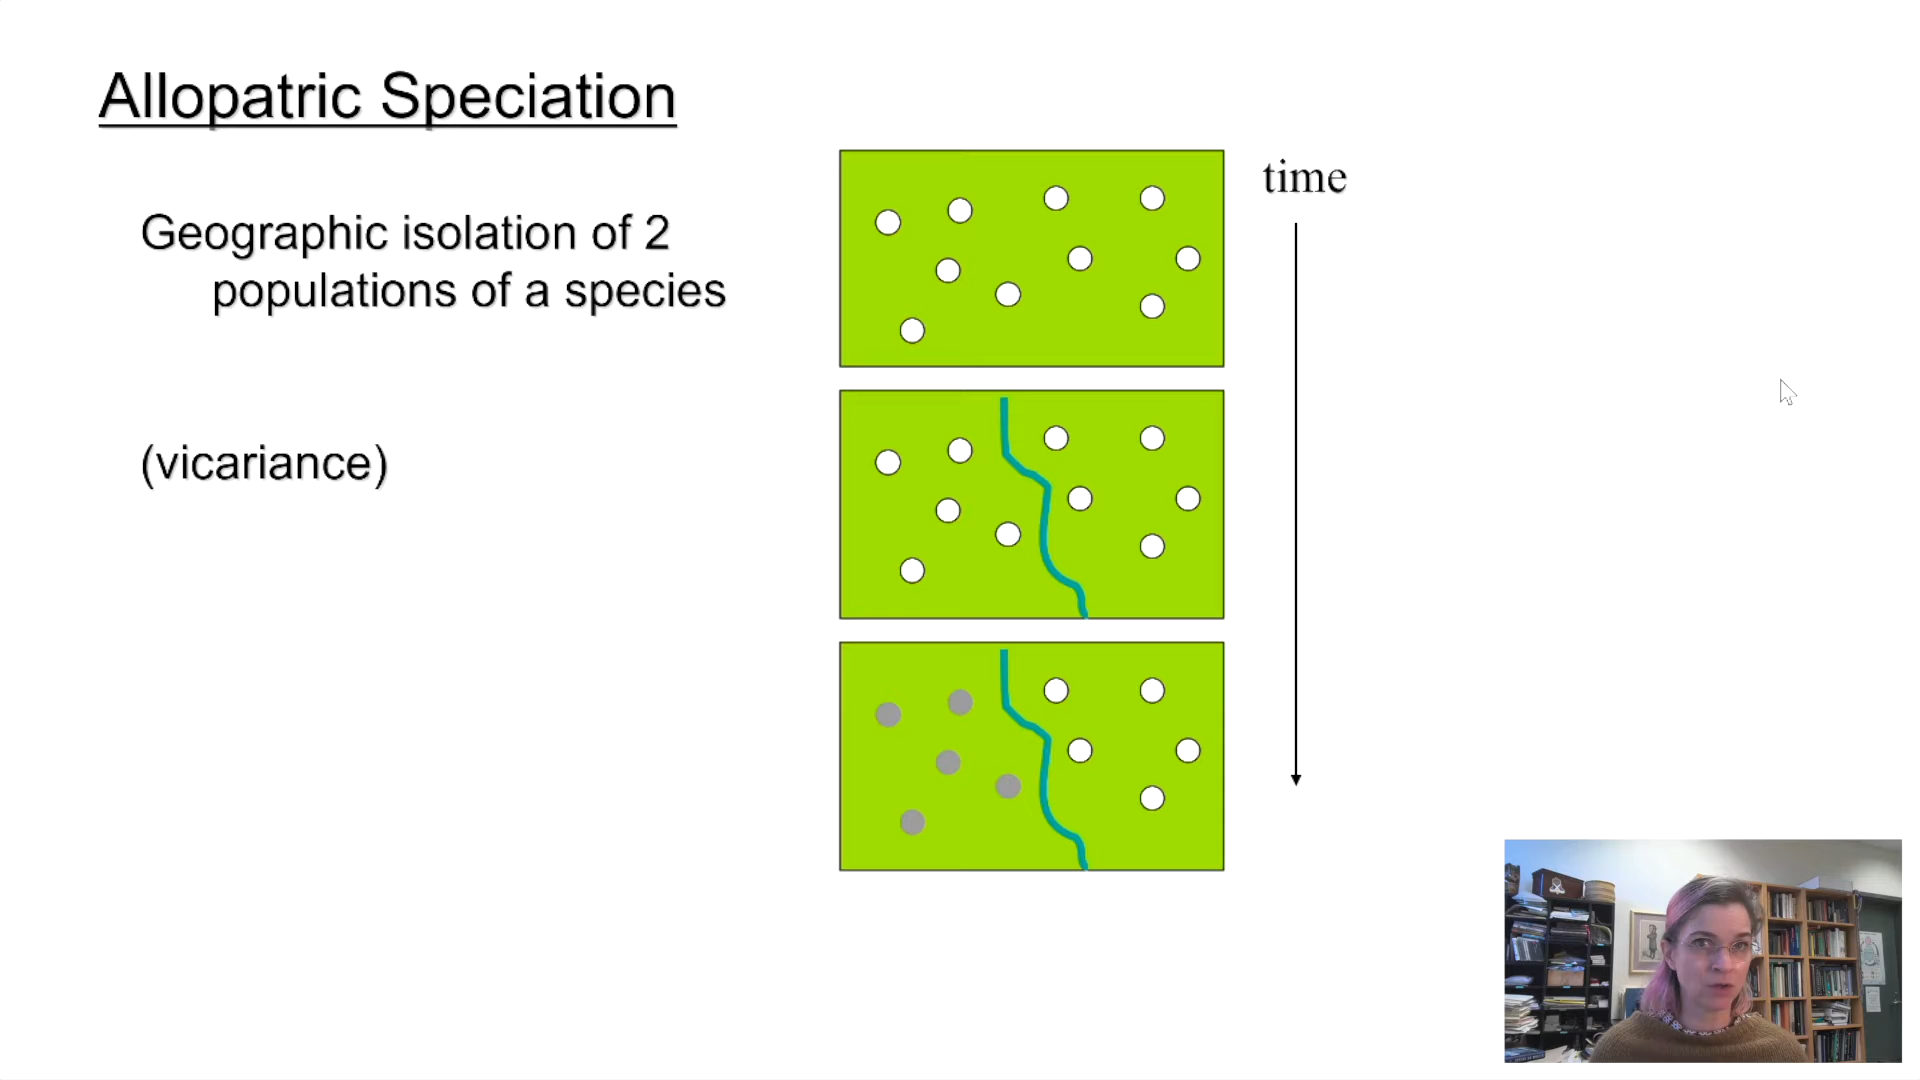 Allopatric Speciation
Geographic isolation of 2
populations of a species
(vicariance)
time